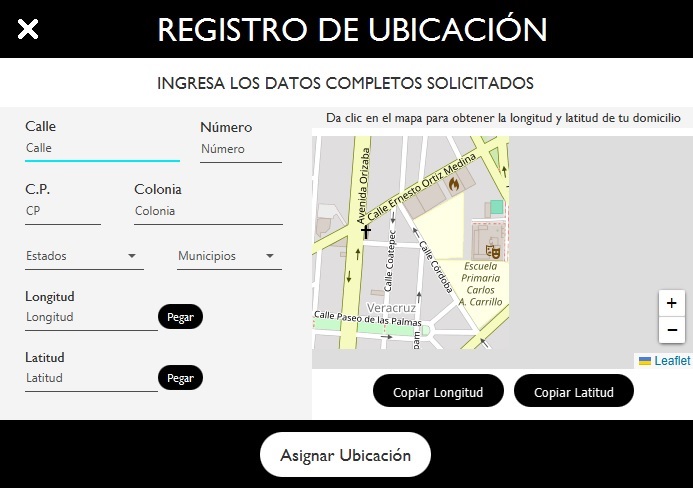 REGISTRO DE UBICACIÓN
INGRESA LOS DATOS COMPLETOS SOLICITADOS
Calle
Calle
Número
Número
C.P.
CP
Colonia
Colonia
Estados
Municipios
Longitud
Longitud
Pegar
Latitud
Latitud
Pegar
Da clic en el mapa para obtener la longitud y latitud de tu domicilio
Avenida Orizaba
Calle Ernesto Ortiz Medina
Calle Coatepec
Calle Córdoba
Escuela
Primaria
Carlos
A. Carrillo
Veracruz
Calle Paseo de las Palmas
+
−
Leaflet
Copiar Longitud
Copiar Latitud
Asignar Ubicación